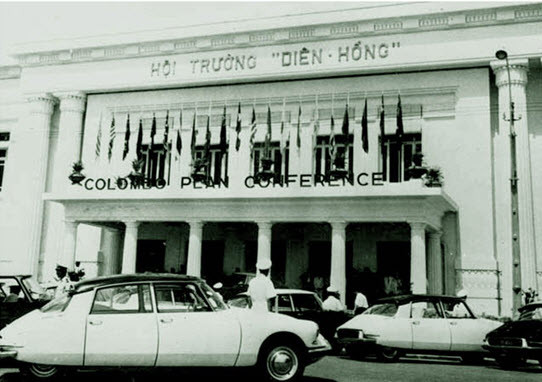 HỘI TRƯỜNG "DIÊN·HỒNG"
COLOMBO PLAN CONFERENCE